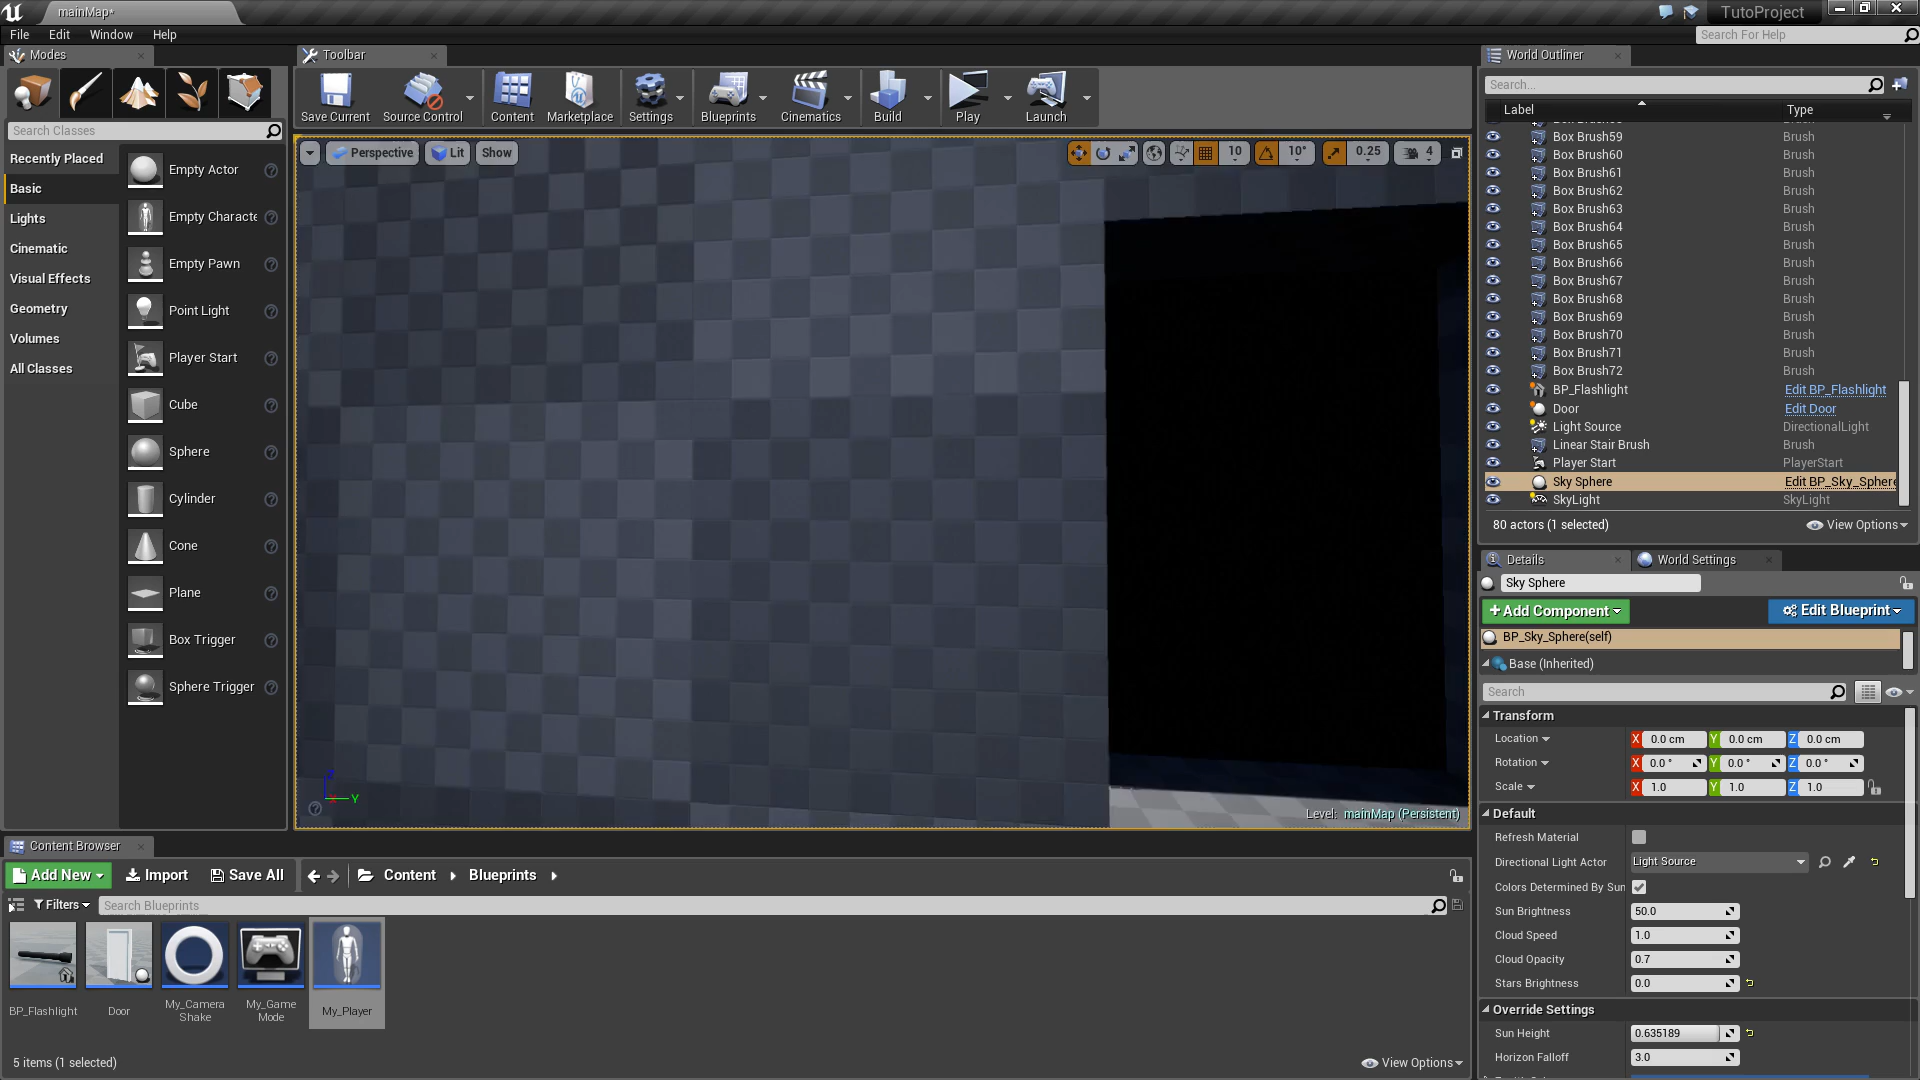 mainMap*
TutoProject
File Edit Window Help
Search For Help
Modes
Search Classes
Recently Placed
Basic
Lights
Cinematic
Visual Effects
Geometry
Volumes
All Classes
Empty Actor
Empty Characte
Empty Pawn
Point Light
Player Start
Cube
Sphere
Cylinder
Cone
Plane
Box Trigger
Sphere Trigger
Toolbar
Save Current
Source Control
Content
Marketplace
Settings
Blueprints
Cinematics
Build
Play
Launch
Perspective
Lit
Show
10
10°
0.25
4
Z
X
Y
Level: mainMap (Persistent)
World Outliner
Search...
Label Type
Box Brush59 Brush
Box Brush60 Brush
Box Brush61 Brush
Box Brush62 Brush
Box Brush63 Brush
Box Brush64 Brush
Box Brush65 Brush
Box Brush66 Brush
Box Brush67 Brush
Box Brush68 Brush
Box Brush69 Brush
Box Brush70 Brush
Box Brush71 Brush
Box Brush72 Brush
BP_Flashlight Edit BP_Flashlight
Door Edit Door
Light Source DirectionalLight
Linear Stair Brush Brush
Player Start PlayerStart
Sky Sphere Edit BP_Sky_Sphere
SkyLight SkyLight
80 actors (1 selected)
View Options
Details
World Settings
Sky Sphere
+Add Component
Edit Blueprint
BP_Sky_Sphere(self)
Base (Inherited)
Search
Transform
Location X 0.0 cm Y 0.0 cm Z 0.0 cm
Rotation X 0.0 ° Y 0.0 ° Z 0.0 °
Scale X 1.0 Y 1.0 Z 1.0
Default
Refresh Material
Directional Light Actor Light Source
Colors Determined By Sun
Sun Brightness 50.0
Cloud Speed 1.0
Cloud Opacity 0.7
Stars Brightness 0.0
Override Settings
Sun Height 0.635189
Horizon Falloff 3.0
Content Browser
Add New
Import
Save All
Content
Blueprints
Filters
Search Blueprints
BP_Flashlight
Door
My_Camera
Shake
My_Game
Mode
My_Player
5 items (1 selected)
View Options